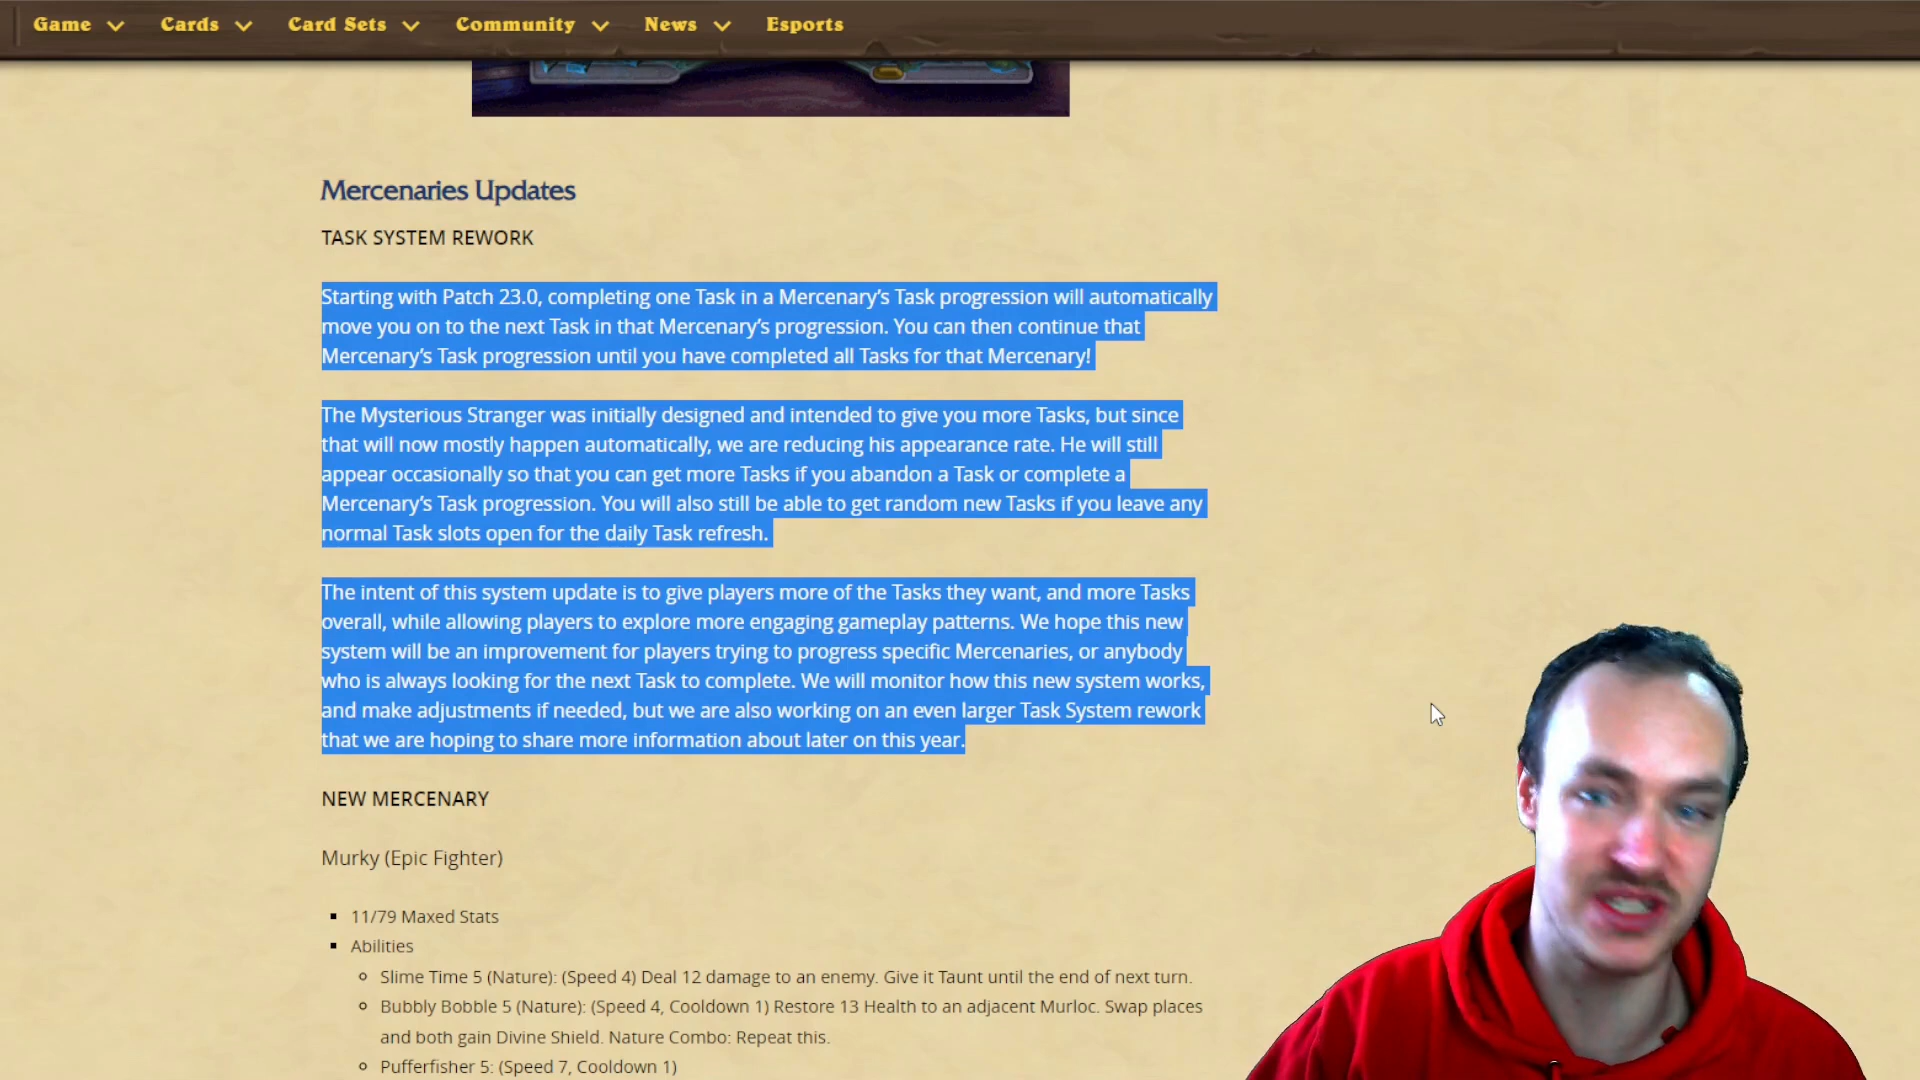 Game Cards Card Sets Community News Esports
Mercenaries Updates
TASK SYSTEM REWORK
Starting with Patch 23.0, completing one Task in a Mercenary’s Task progression will automatically
move you on to the next Task in that Mercenary’s progression. You can then continue that
Mercenary’s Task progression until you have completed all Tasks for that Mercenary!
The Mysterious Stranger was initially designed and intended to give you more Tasks, but since
that will now mostly happen automatically, we are reducing his appearance rate. He will still
appear occasionally so that you can get more Tasks if you abandon a Task or complete a
Mercenary’s Task progression. You will also still be able to get random new Tasks if you leave any
normal Task slots open for the daily Task refresh.
The intent of this system update is to give players more of the Tasks they want, and more Tasks
overall, while allowing players to explore more engaging gameplay patterns. We hope this new
system will be an improvement for players trying to progress specific Mercenaries, or anybody
who is always looking for the next Task to complete. We will monitor how this new system works,
and make adjustments if needed, but we are also working on an even larger Task System rework
that we are hoping to share more information about later on this year.
NEW MERCENARY
Murky (Epic Fighter)
11/79 Maxed Stats
Abilities
Slime Time 5 (Nature): (Speed 4) Deal 12 damage to an enemy. Give it Taunt until the end of next turn.
Bubbly Bobble 5 (Nature): (Speed 4, Cooldown 1) Restore 13 Health to an adjacent Murloc. Swap places
and both gain Divine Shield. Nature Combo: Repeat this.
Pufferfisher 5: (Speed 7, Cooldown 1)